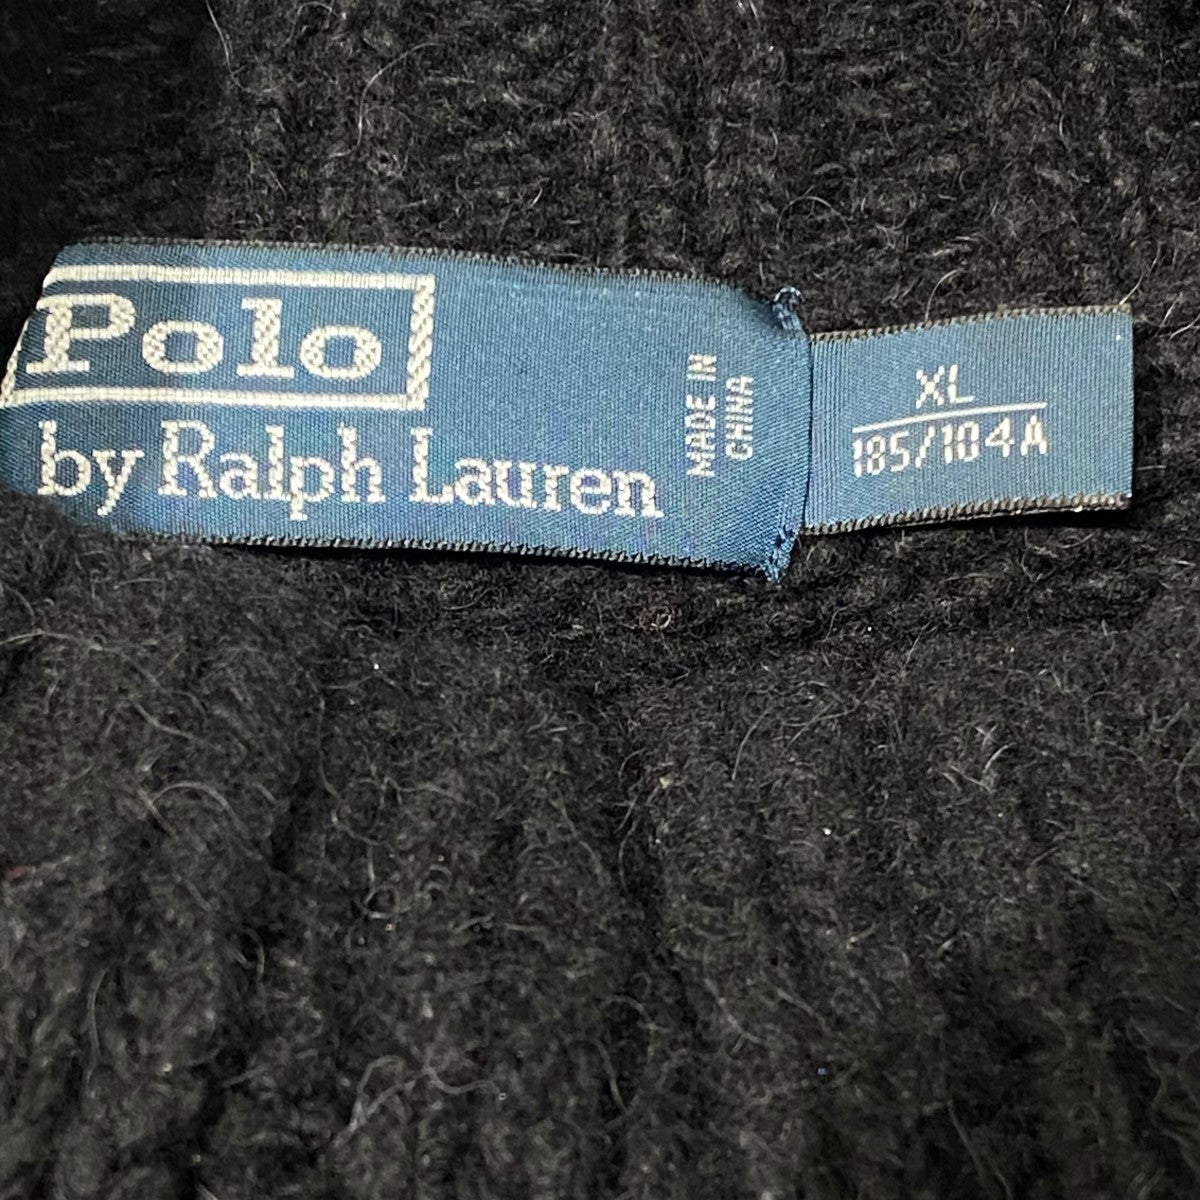 Polo
by Ralph Lauren
MADE IN
CHINA
XL
185/104A